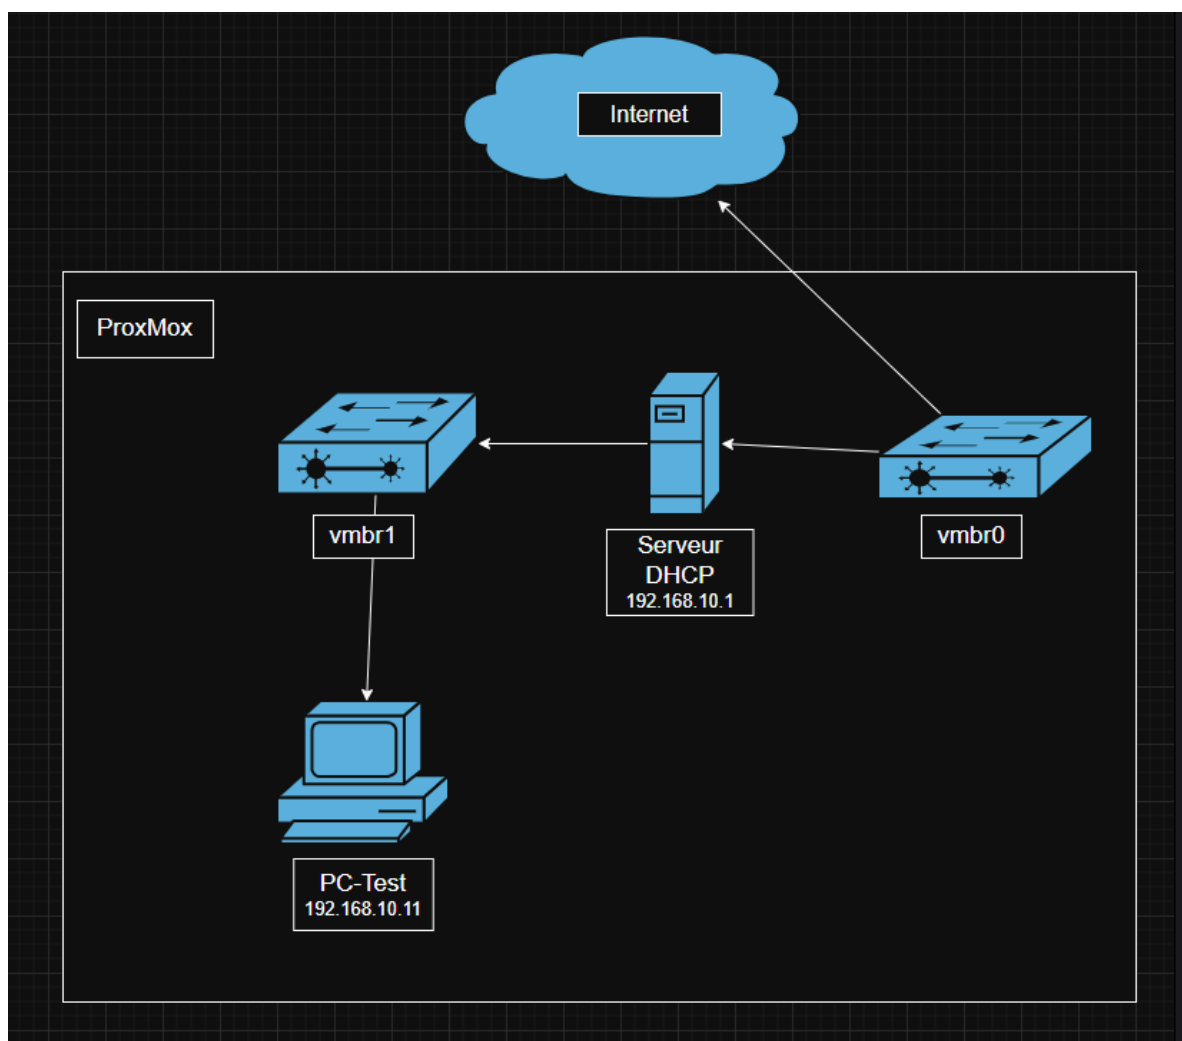 Internet
ProxMox
vmbr1
Serveur
DHCP
192.168.10.1
vmbr0
PC-Test
192.168.10.11